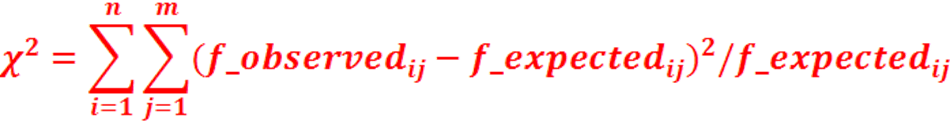 χ² = ∑_{i=1}^{n} ∑_{j=1}^{m} (f_observed_{ij} − f_expected_{ij})² / f_expected_{ij}